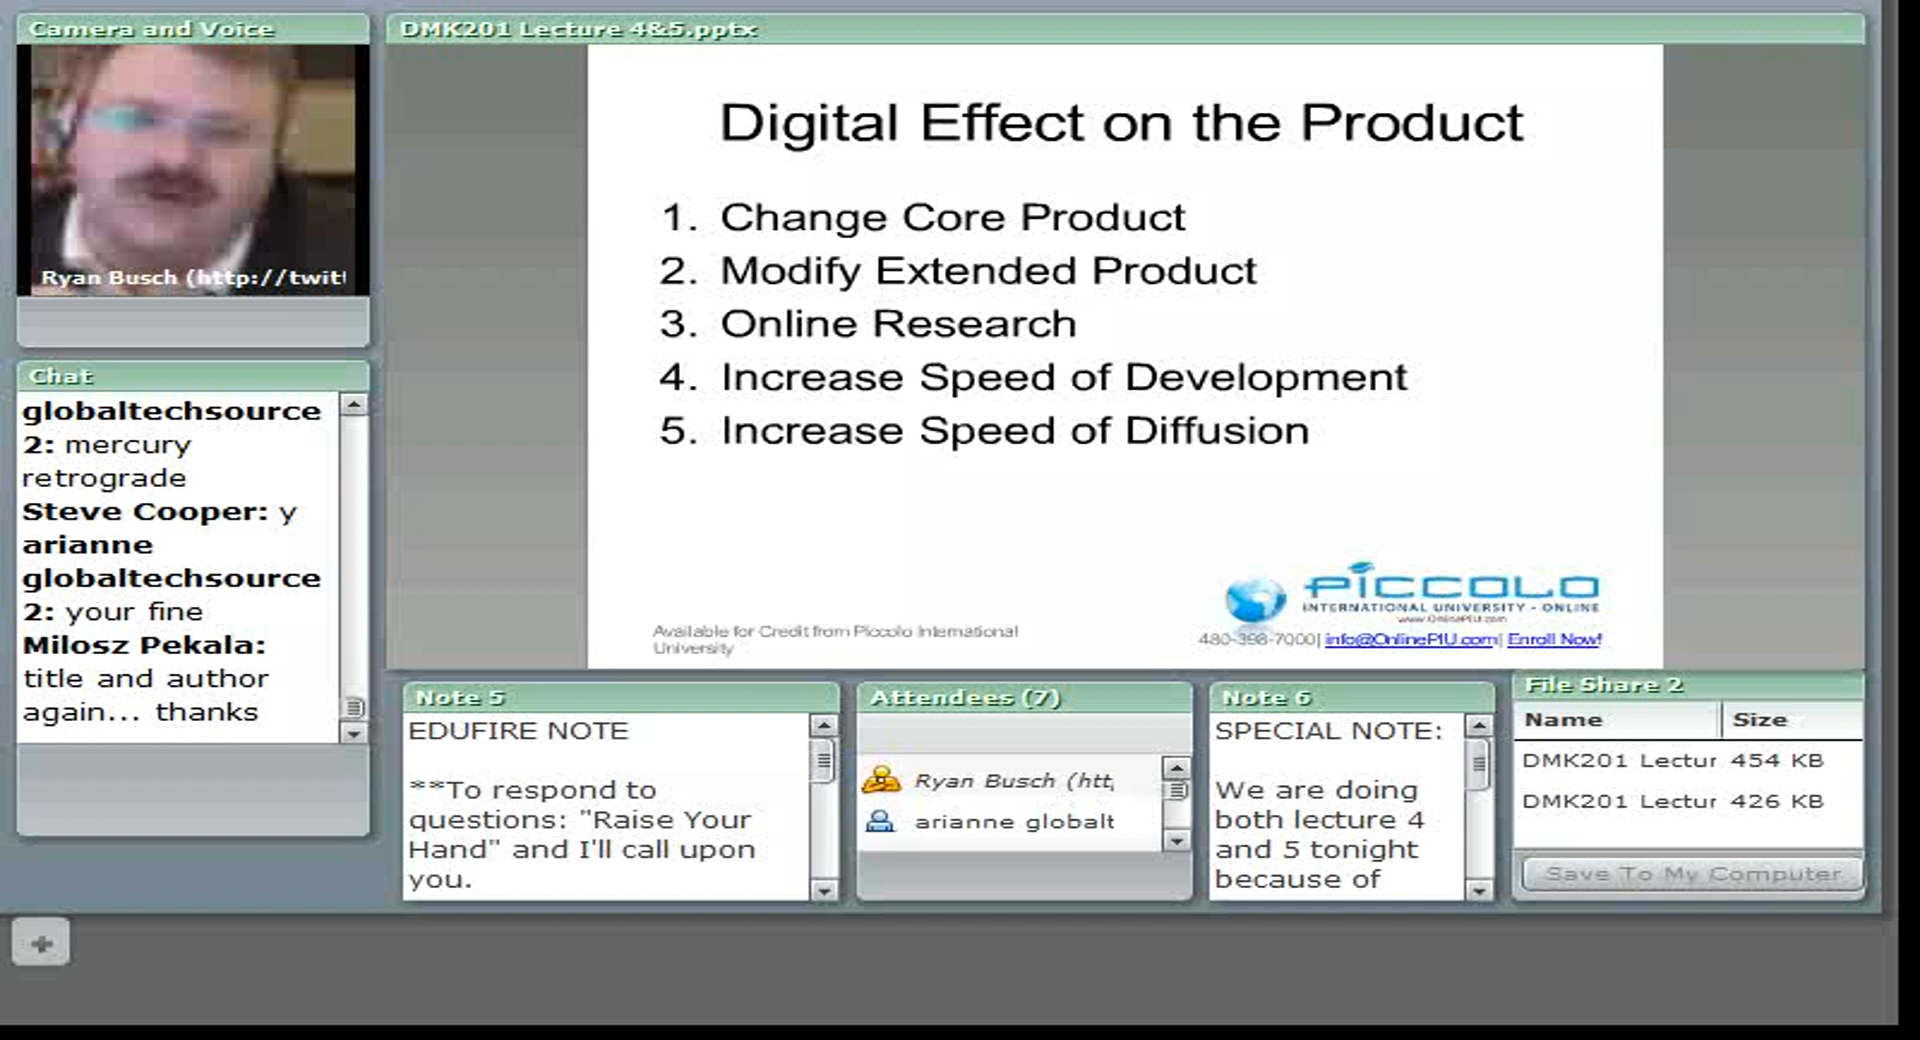 Camera and Voice
Ryan Busch (http://twit
Chat
globaltechsource
2: mercury
retrograde
Steve Cooper: y
arianne
globaltechsource
2: your fine
Milosz Pekala:
title and author
again... thanks
DMK201 Lecture 4&5.pptx
Digital Effect on the Product
1. Change Core Product
2. Modify Extended Product
3. Online Research
4. Increase Speed of Development
5. Increase Speed of Diffusion
Available for Credit from Piccolo International
University
PICCOLO
INTERNATIONAL UNIVERSITY - ONLINE
www.OnlinePIU.com
480-398-7000| info@OnlinePIU.com| Enroll Now!
Note 5
EDUFIRE NOTE
**To respond to
questions: "Raise Your
Hand" and I'll call upon
you.
Attendees (7)
Ryan Busch (htt
arianne globalt
Note 6
SPECIAL NOTE:
We are doing
both lecture 4
and 5 tonight
because of
File Share 2
Name Size
DMK201 Lectur 454 KB
DMK201 Lectur 426 KB
Save To My Computer